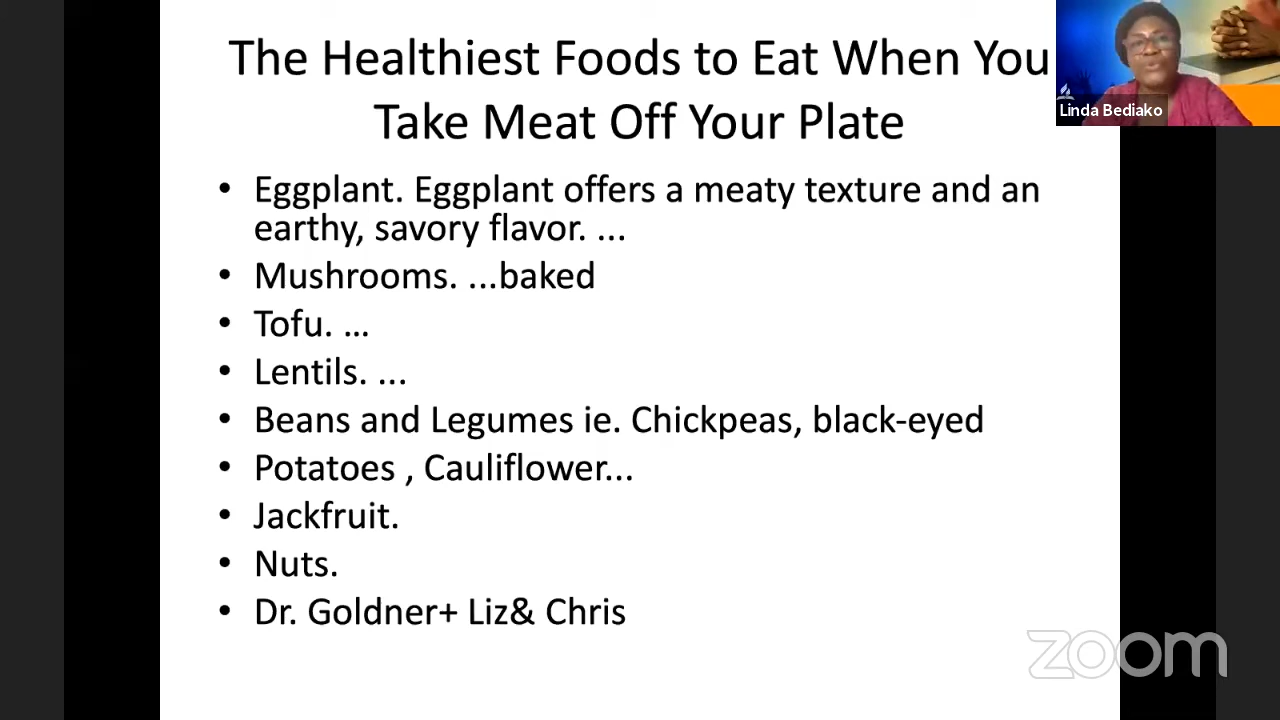 The Healthiest Foods to Eat When You
Take Meat Off Your Plate
• Eggplant. Eggplant offers a meaty texture and an
earthy, savory flavor. ...
• Mushrooms. ...baked
• Tofu. ...
• Lentils. ...
• Beans and Legumes ie. Chickpeas, black-eyed
• Potatoes , Cauliflower...
• Jackfruit.
• Nuts.
• Dr. Goldner+ Liz& Chris
Linda Bediako
zoom